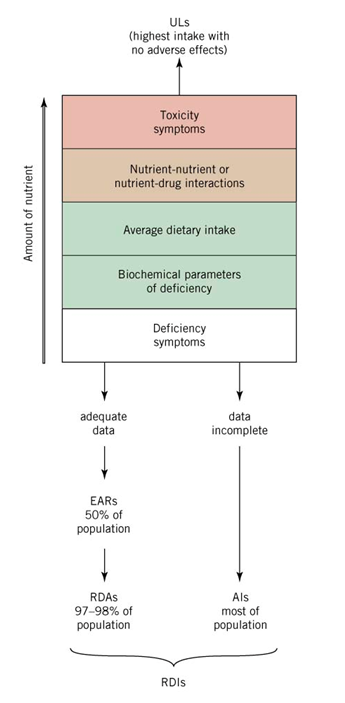 ULs
(highest intake with
no adverse effects)
Toxicity
symptoms
Nutrient-nutrient or
nutrient-drug interactions
Average dietary intake
Biochemical parameters
of deficiency
Deficiency
symptoms
Amount of nutrient
adequate
data
data
incomplete
EARs
50% of
population
RDAs
97–98% of
population
AIs
most of
population
RDIs